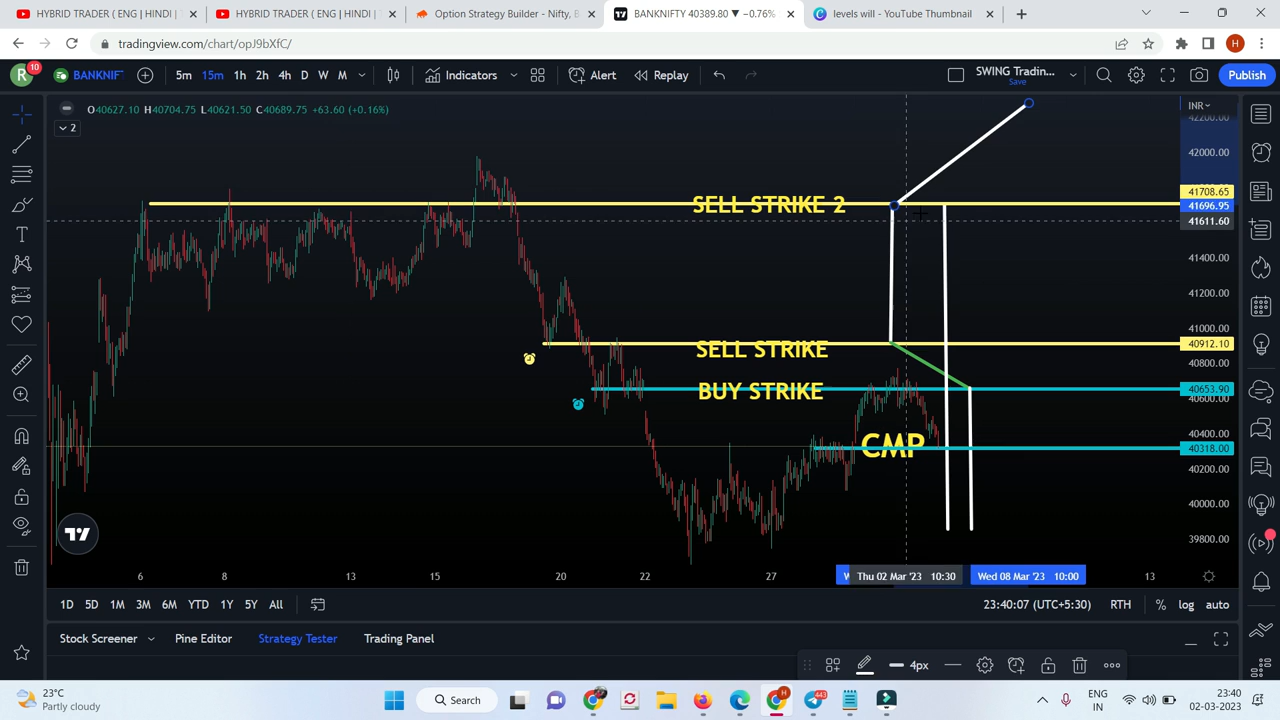 HYBRID TRADER ( ENG | HINDI |
HYBRID TRADER ( ENG | HINDI |
Option Strategy Builder - Nifty, B
BANKNIFTY 40389.80 ▼ −0.76%
levels will - YouTube Thumbnail
tradingview.com/chart/opJ9bXfC/
H
R
10
BANKNIF
5m
15m
1h
2h
4h
D
W
M
Indicators
Alert
Replay
SWING Tradin...
Save
Publish
O40627.10 H40704.75 L40621.50 C40689.75 +63.60 (+0.16%)
2
INR
42200.00
42000.00
41708.65
SELL STRIKE 2
41696.95
41611.60
41400.00
41200.00
41000.00
SELL STRIKE
40912.10
40800.00
BUY STRIKE
40653.90
40600.00
40400.00
CMP
40318.00
40200.00
40000.00
39800.00
6
8
13
15
20
22
27
Thu 02 Mar '23 10:30
Wed 08 Mar '23 10:00
13
1D
5D
1M
3M
6M
YTD
1Y
5Y
All
23:40:07 (UTC+5:30)
RTH
%
log
auto
Stock Screener
Pine Editor
Strategy Tester
Trading Panel
4px
23°C
Partly cloudy
Search
H
443
ENG
IN
23:40
02-03-2023